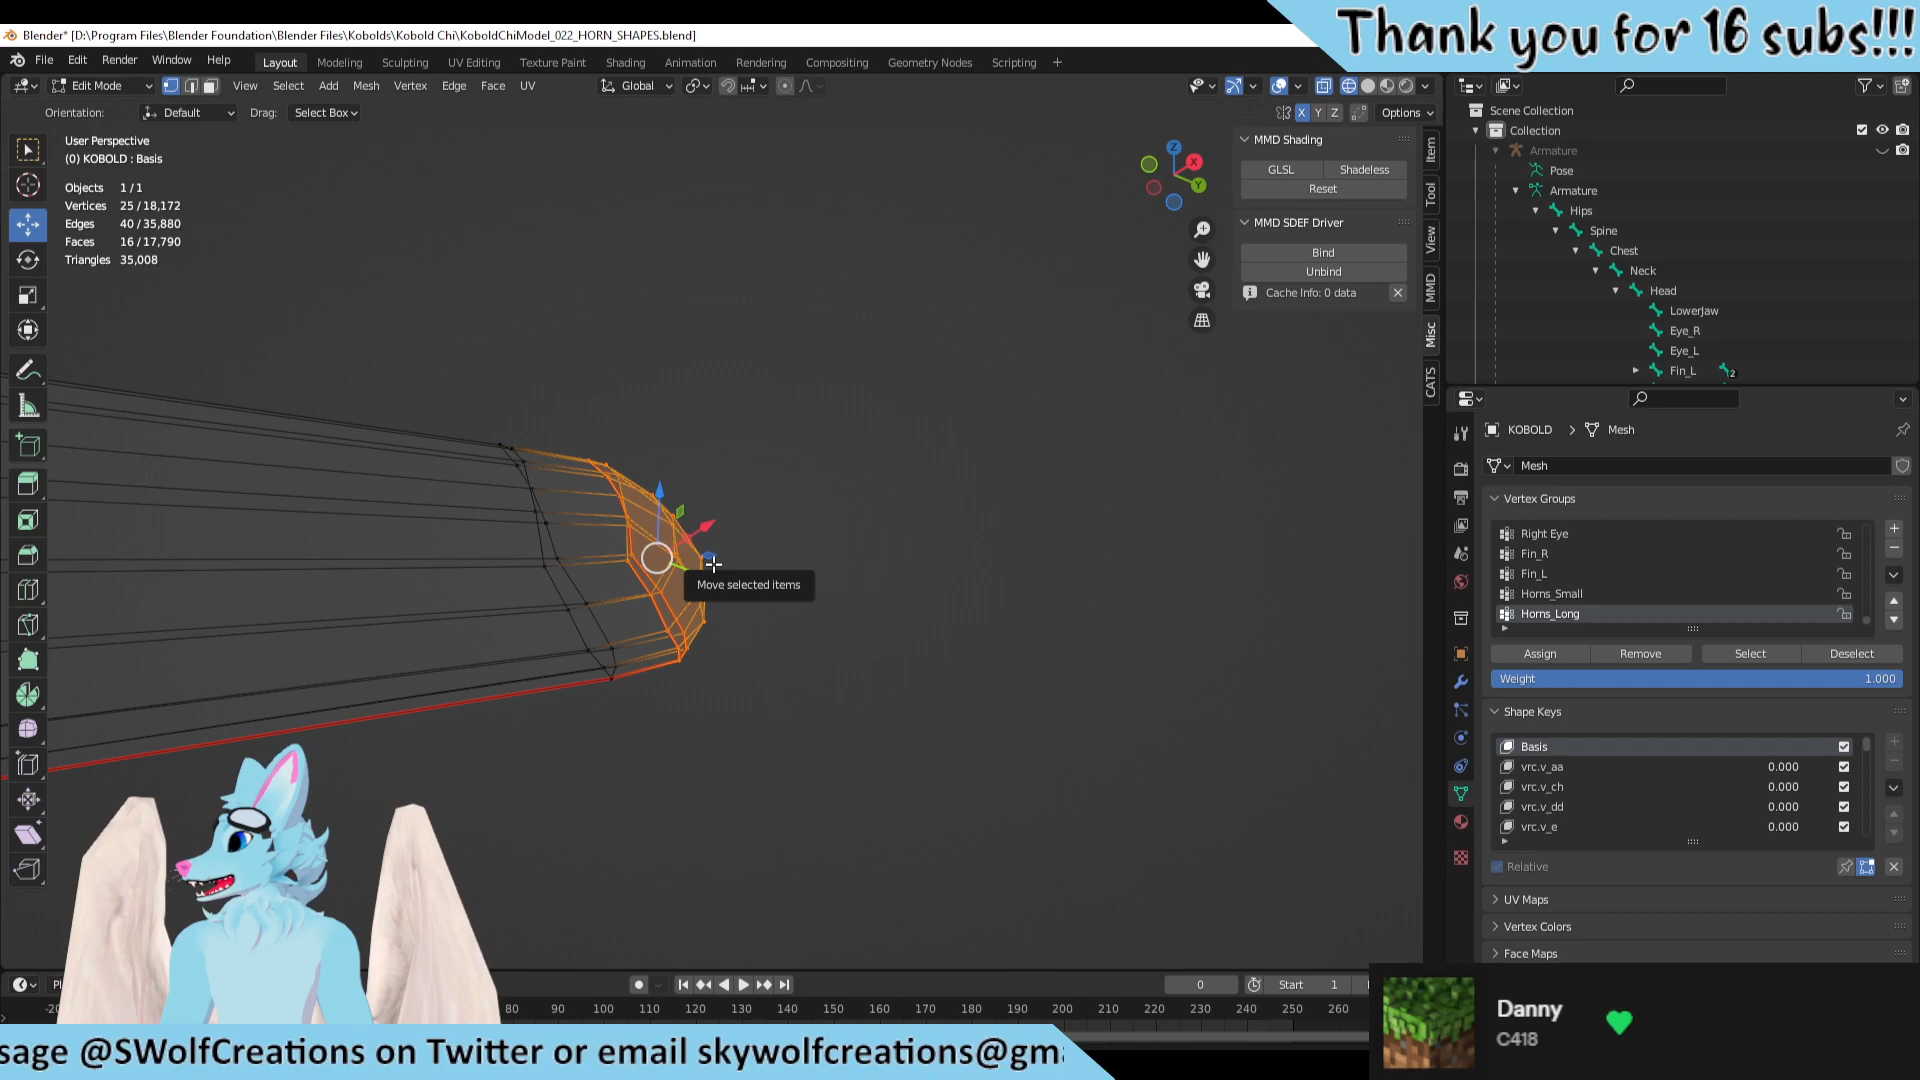 Blender* [D:\Program Files\Blender Foundation\Blender Files\Kobolds\Kobold Chi\KoboldChiModel_022_HORN_SHAPES.blend]
Thank you for 16 subs!!!
File Edit Render Window Help Layout Modeling Sculpting UV Editing Texture Paint Shading Animation Rendering Compositing Geometry Nodes Scripting +
Edit Mode View Select Add Mesh Vertex Edge Face UV Global
Orientation: Default Drag: Select Box X Y Z Options
User Perspective
(0) KOBOLD : Basis
Objects 1 / 1
Vertices 25 / 18,172
Edges 40 / 35,880
Faces 16 / 17,790
Triangles 35,008
Z X Y
MMD Shading
GLSL Shadeless
Reset
MMD SDEF Driver
Bind
Unbind
Cache Info: 0 data
Item
Tool
View
MMD
Misc
CATS
Move selected items
Scene Collection
Collection
Armature
Pose
Armature
Hips
Spine
Chest
Neck
Head
LowerJaw
Eye_R
Eye_L
Fin_L 2
KOBOLD > Mesh
Mesh
Vertex Groups
Right Eye
Fin_R
Fin_L
Horns_Small
Horns_Long
Assign Remove Select Deselect
Weight 1.000
Shape Keys
Basis
vrc.v_aa 0.000
vrc.v_ch 0.000
vrc.v_dd 0.000
vrc.v_e 0.000
Relative
UV Maps
Vertex Colors
Face Maps
0 Start 1
80 90 100 110 120 130 140 150 160 170 180 190 200 210 220 230 240 250 260
Danny
C418
sage @SWolfCreations on Twitter or email skywolfcreations@gm